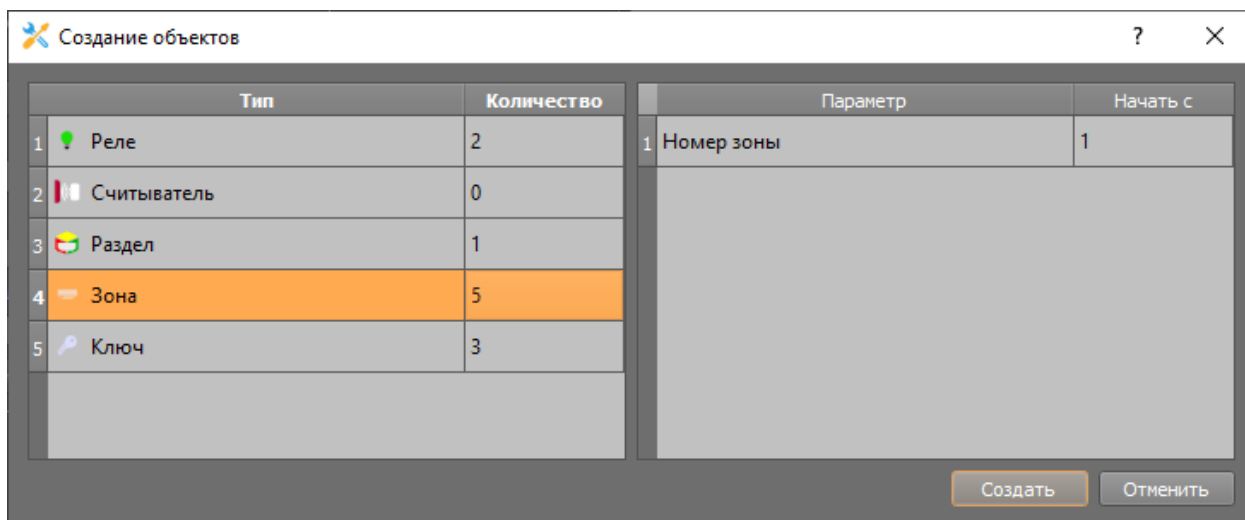 Создание объектов ?
Тип Количество Параметр Начать с
1 Реле 2 1 Номер зоны 1
2 Считыватель 0
3 Раздел 1
4 Зона 5
5 Ключ 3
Создать Отменить